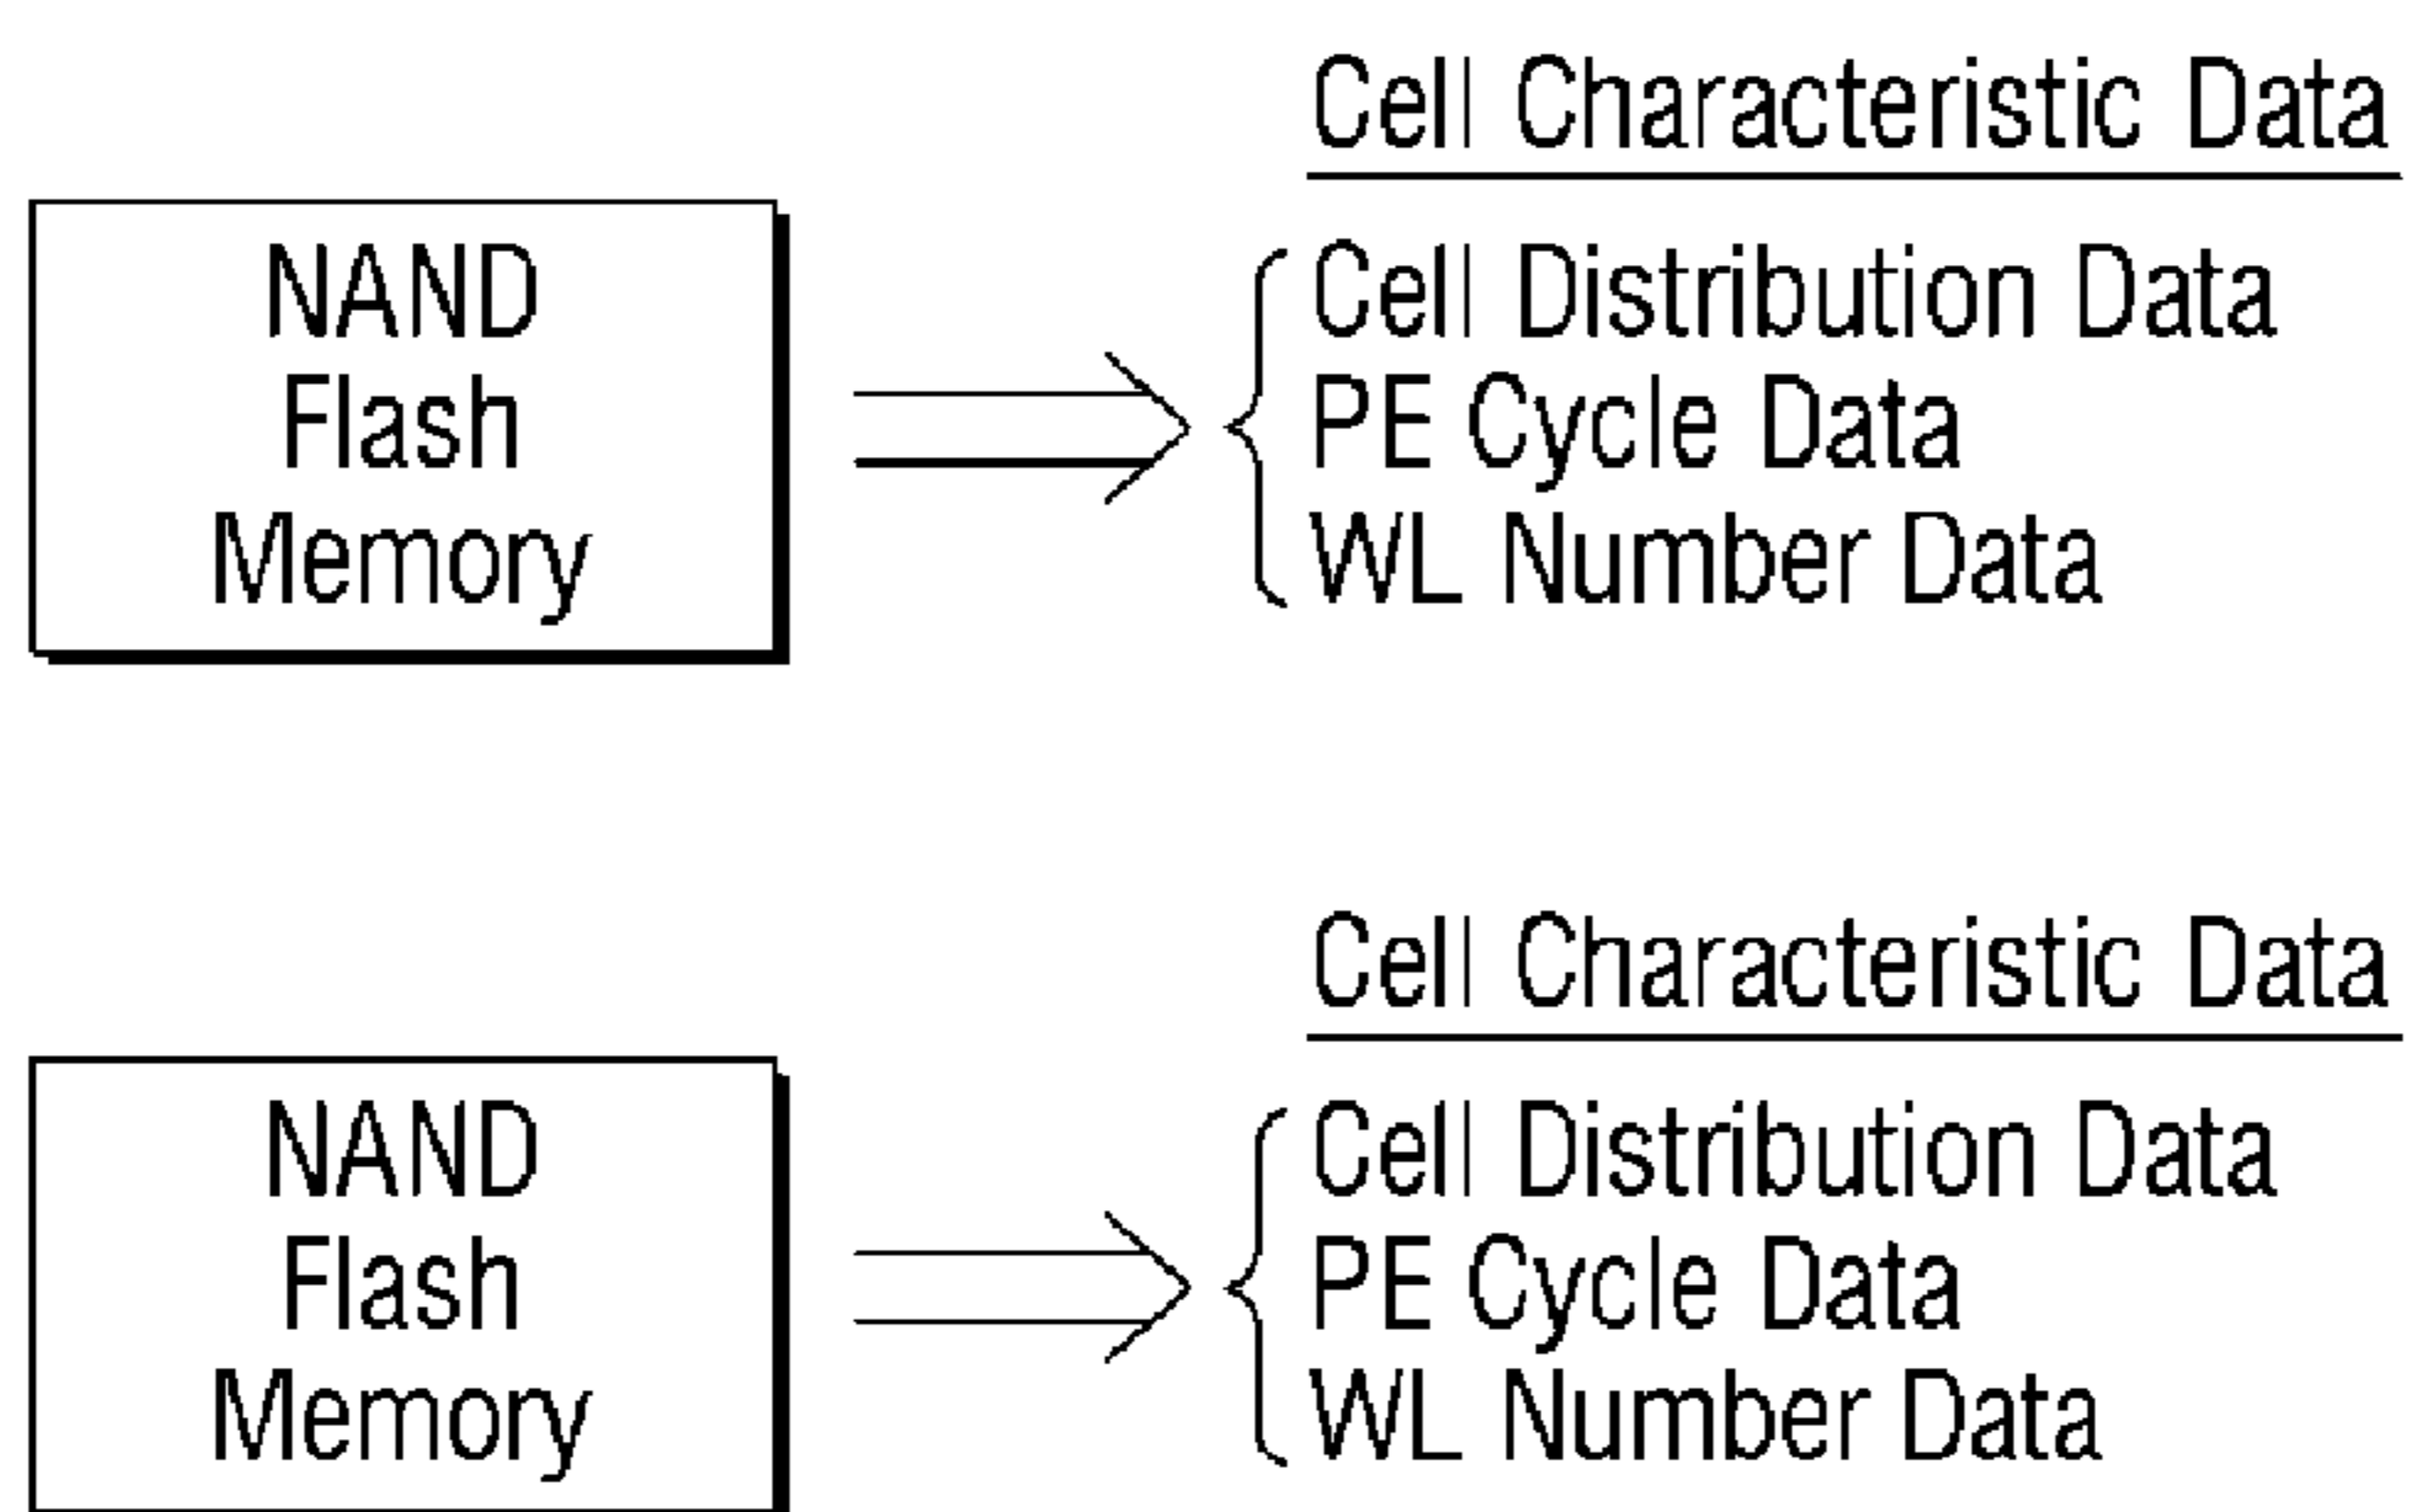 Cell Characteristic Data
NAND
Flash
Memory
Cell Distribution Data
PE Cycle Data
WL Number Data
Cell Characteristic Data
NAND
Flash
Memory
Cell Distribution Data
PE Cycle Data
WL Number Data